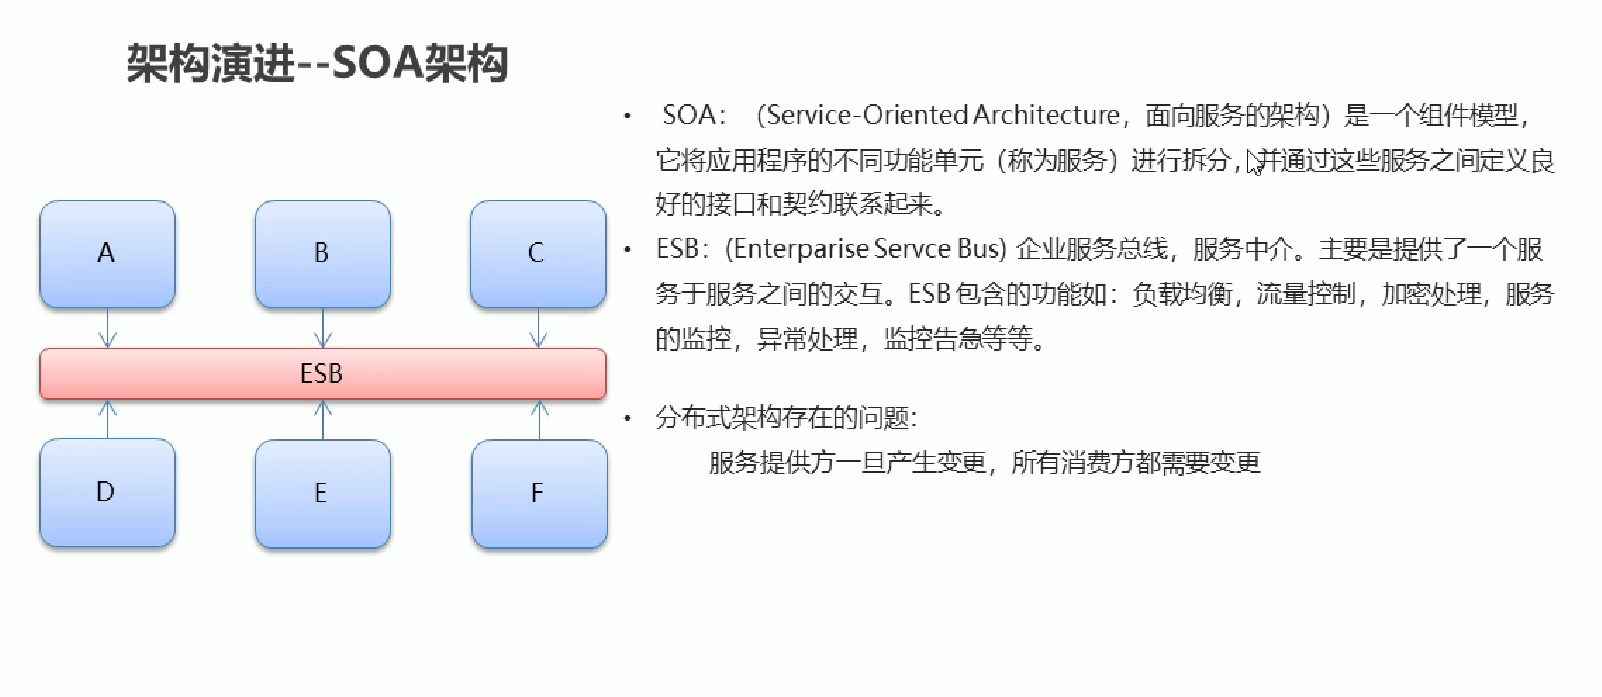 架构演进--SOA架构
• SOA：（Service-Oriented Architecture，面向服务的架构）是一个组件模型，
它将应用程序的不同功能单元（称为服务）进行拆分，并通过这些服务之间定义良
好的接口和契约联系起来。
• ESB：(Enterparise Servce Bus) 企业服务总线，服务中介。主要是提供了一个服
务于服务之间的交互。ESB 包含的功能如：负载均衡，流量控制，加密处理，服务
的监控，异常处理，监控告急等等。
• 分布式架构存在的问题：
服务提供方一旦产生变更，所有消费方都需要变更
A
B
C
ESB
D
E
F